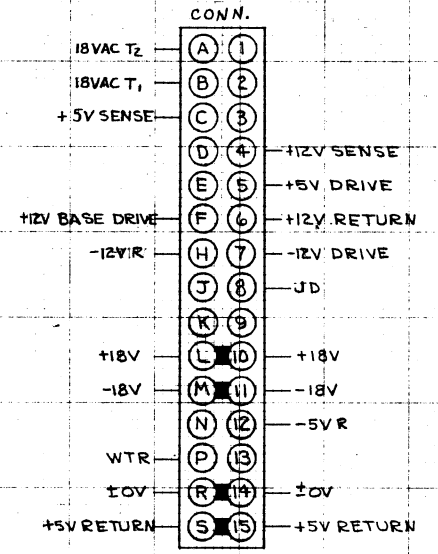 CONN.
18VAC T2 A 1
18VAC T1 B 2
+5V SENSE C 3
D 4 +12V SENSE
E 5 +5V DRIVE
+12V BASE DRIVE F 6 +12V RETURN
-12V R H 7 -12V DRIVE
J 8 JD
K 9
+18V L 10 +18V
-18V M 11 -18V
N 12 -5V R
WTR P 13
±0V R 14 ±0V
+5V RETURN S 15 +5V RETURN